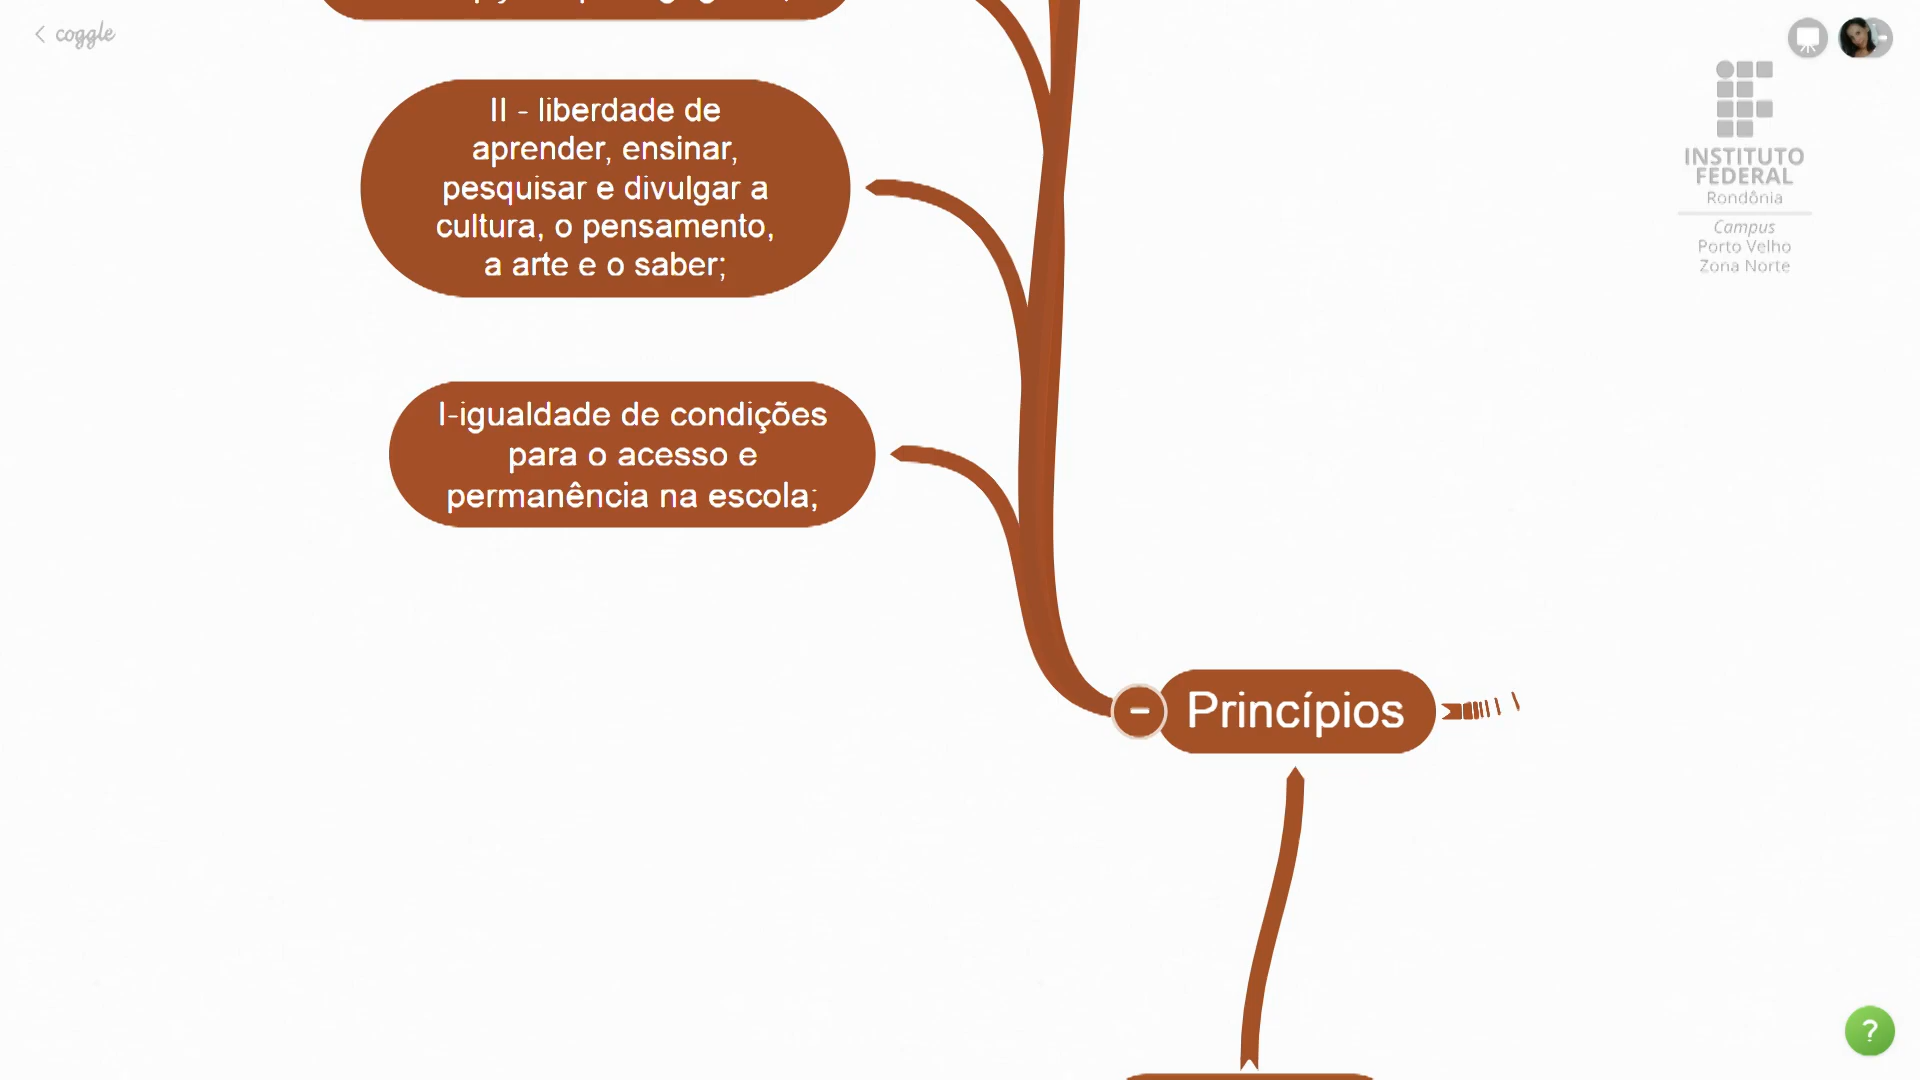 coggle
II - liberdade de
aprender, ensinar,
pesquisar e divulgar a
cultura, o pensamento,
a arte e o saber;
I-igualdade de condições
para o acesso e
permanência na escola;
Princípios
INSTITUTO
FEDERAL
Rondônia
Campus
Porto Velho
Zona Norte
?